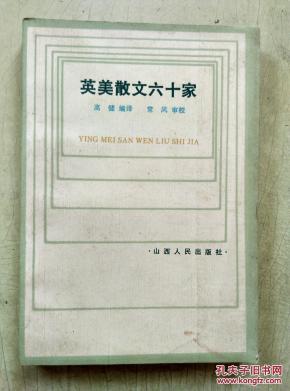 英美散文六十家
高健 编译 常风 审校
YING MEI SAN WEN LIU SHI JIA
·山西人民出版社·
孔夫子旧书网